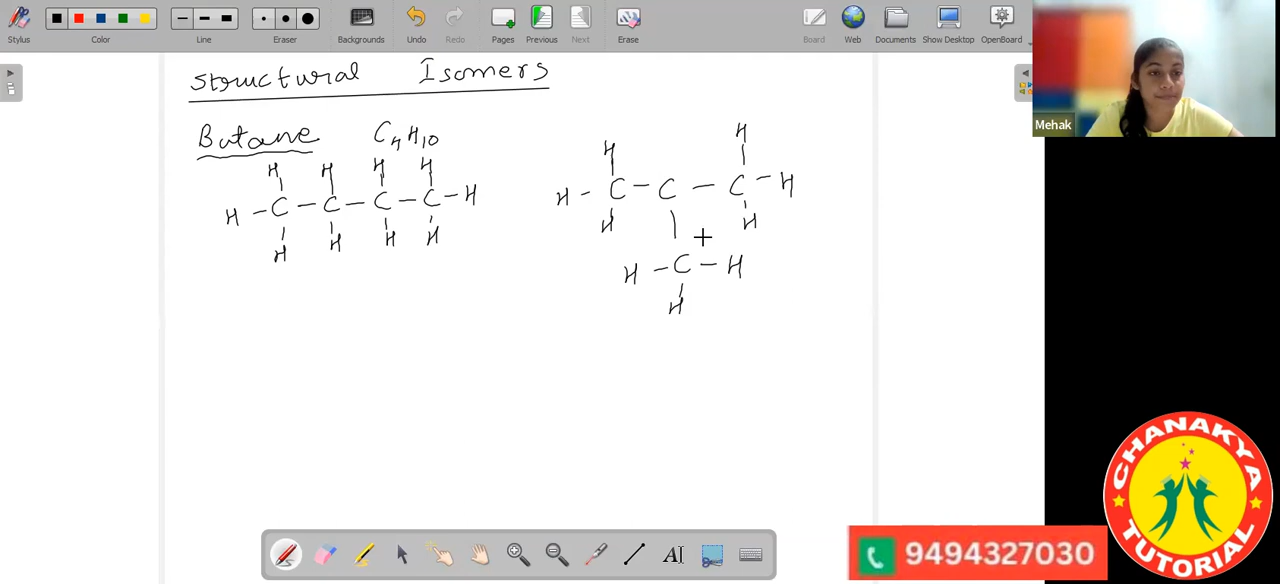 Stylus Color Line Eraser Backgrounds Undo Redo Pages Previous Next Erase Board Web Documents Show Desktop OpenBoard
Structural Isomers
Butane C4H10
H H H H
H - C - C - C - C - H
H H H H
H H
H - C - C - C - H
H H
H - C - H
H
Mehak
CHANAKYA
TUTORIAL
9494327030